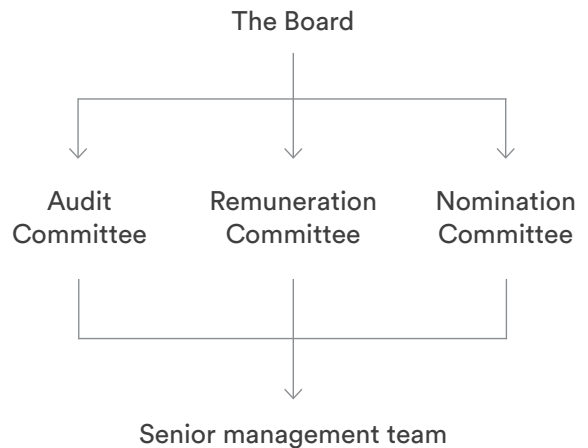 The Board
Audit
Committee
Remuneration
Committee
Nomination
Committee
Senior management team